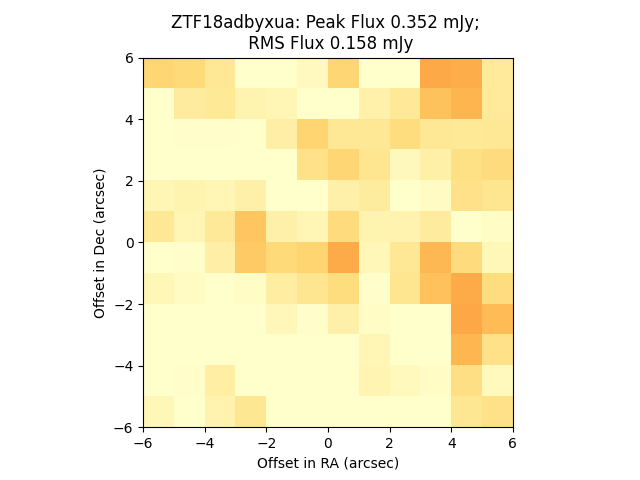 ZTF18adbyxua: Peak Flux 0.352 mJy;
RMS Flux 0.158 mJy
6
4
2
0
−2
−4
−6
Offset in Dec (arcsec)
−6 −4 −2 0 2 4 6
Offset in RA (arcsec)